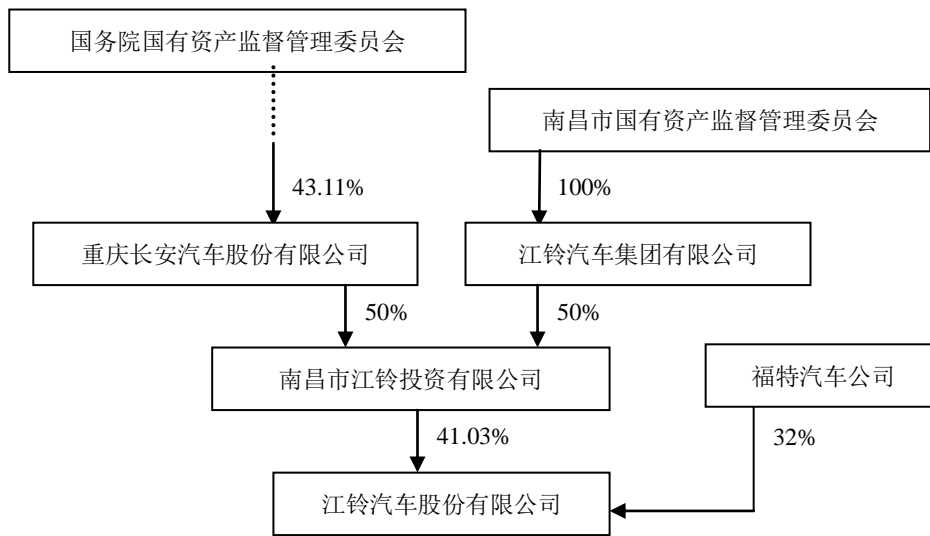 国务院国有资产监督管理委员会
南昌市国有资产监督管理委员会
43.11%
100%
重庆长安汽车股份有限公司
江铃汽车集团有限公司
50%
50%
南昌市江铃投资有限公司
福特汽车公司
41.03%
32%
江铃汽车股份有限公司